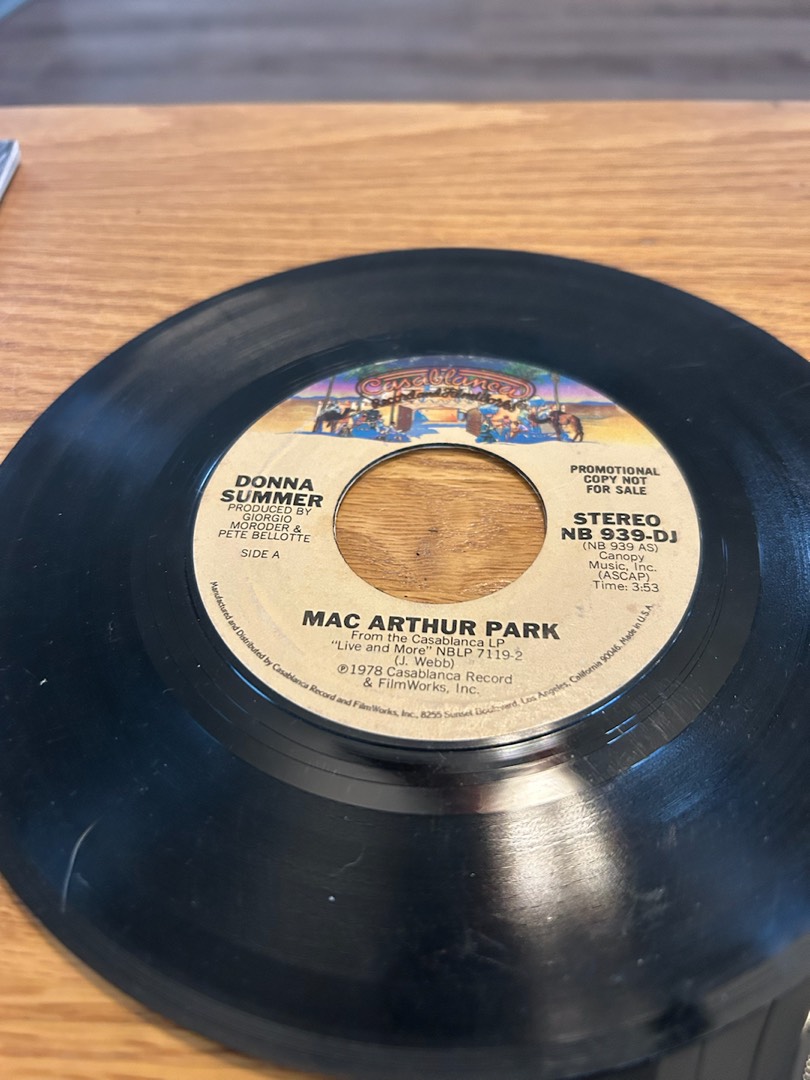 Casablanca
Record and FilmWorks
DONNA
SUMMER
PRODUCED BY
GIORGIO
MORODER &
PETE BELLOTTE
SIDE A
PROMOTIONAL
COPY NOT
FOR SALE
STEREO
NB 939-DJ
(NB 939 AS)
Canopy
Music, Inc.
(ASCAP)
Time: 3:53
MAC ARTHUR PARK
From the Casablanca LP
"Live and More" NBLP 7119-2
(J. Webb)
℗1978 Casablanca Record
& FilmWorks, Inc.
Manufactured and Distributed by Casablanca Record and FilmWorks, Inc., 8255 Sunset Boulevard, Los Angeles, California 90046. Made in U.S.A.